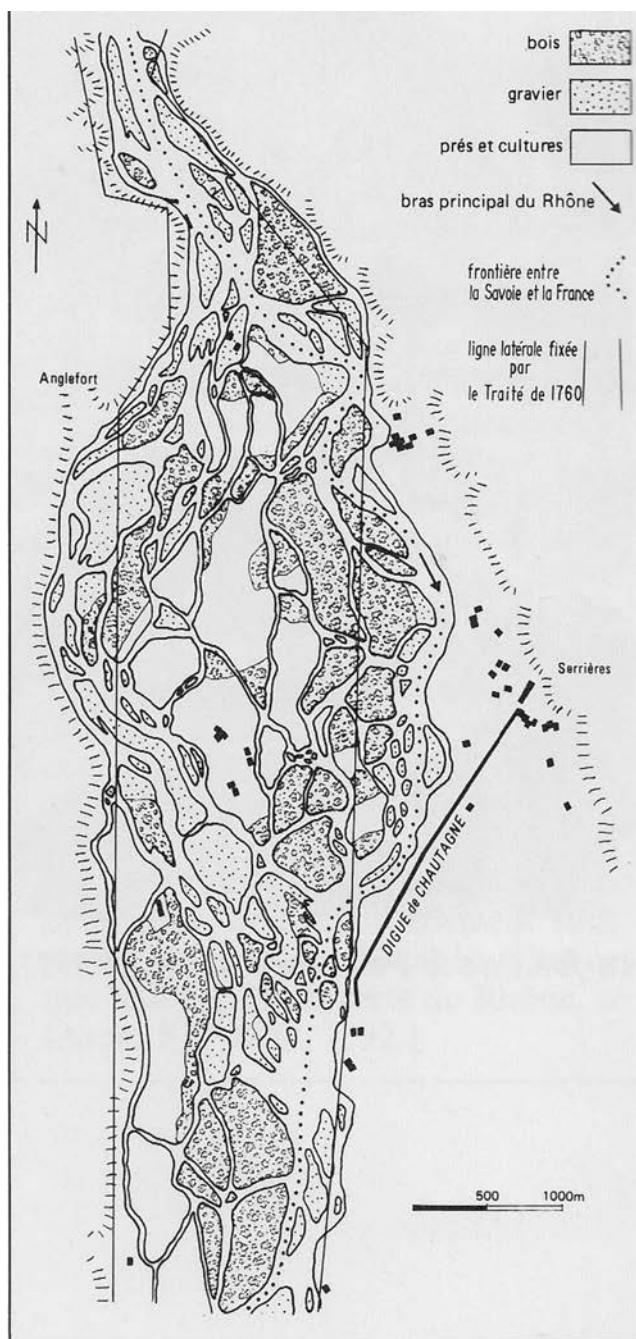 bois
gravier
prés et cultures
bras principal du Rhône
frontière entre
la Savoie et la France
ligne latérale fixée
par
le Traité de 1760
N
Anglefort
Serrières
DIGUE de CHAUTAGNE
500
1000m